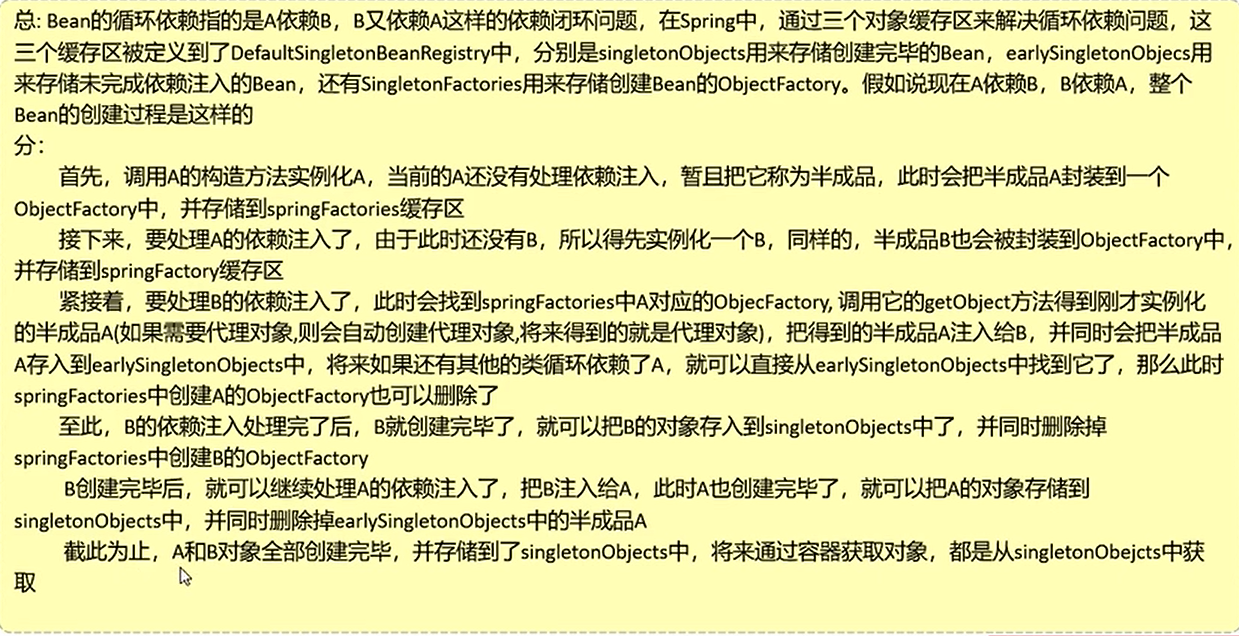 总: Bean的循环依赖指的是A依赖B，B又依赖A这样的依赖闭环问题，在Spring中，通过三个对象缓存区来解决循环依赖问题，这
三个缓存区被定义到了DefaultSingletonBeanRegistry中，分别是singletonObjects用来存储创建完毕的Bean，earlySingletonObjecs用
来存储未完成依赖注入的Bean，还有SingletonFactories用来存储创建Bean的ObjectFactory。假如说现在A依赖B，B依赖A，整个
Bean的创建过程是这样的
分：
首先，调用A的构造方法实例化A，当前的A还没有处理依赖注入，暂且把它称为半成品，此时会把半成品A封装到一个
ObjectFactory中，并存储到springFactories缓存区
接下来，要处理A的依赖注入了，由于此时还没有B，所以得先实例化一个B，同样的，半成品B也会被封装到ObjectFactory中，
并存储到springFactory缓存区
紧接着，要处理B的依赖注入了，此时会找到springFactories中A对应的ObjecFactory, 调用它的getObject方法得到刚才实例化
的半成品A(如果需要代理对象,则会自动创建代理对象,将来得到的就是代理对象)，把得到的半成品A注入给B，并同时会把半成品
A存入到earlySingletonObjects中，将来如果还有其他的类循环依赖了A，就可以直接从earlySingletonObjects中找到它了，那么此时
springFactories中创建A的ObjectFactory也可以删除了
至此，B的依赖注入处理完了后，B就创建完毕了，就可以把B的对象存入到singletonObjects中了，并同时删除掉
springFactories中创建B的ObjectFactory
B创建完毕后，就可以继续处理A的依赖注入了，把B注入给A，此时A也创建完毕了，就可以把A的对象存储到
singletonObjects中，并同时删除掉earlySingletonObjects中的半成品A
截此为止，A和B对象全部创建完毕，并存储到了singletonObjects中，将来通过容器获取对象，都是从singletonObejcts中获
取